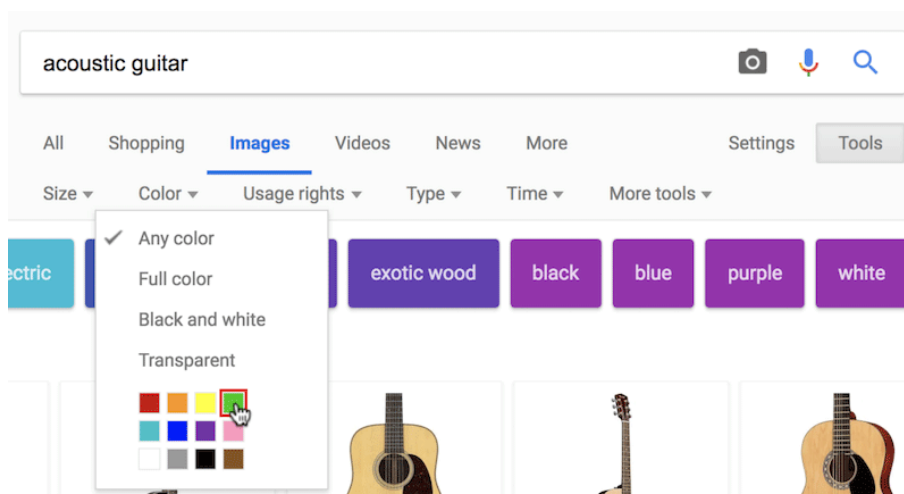 acoustic guitar
All Shopping Images Videos News More Settings Tools
Size Color Usage rights Type Time More tools
ectric exotic wood black blue purple white
Any color
Full color
Black and white
Transparent